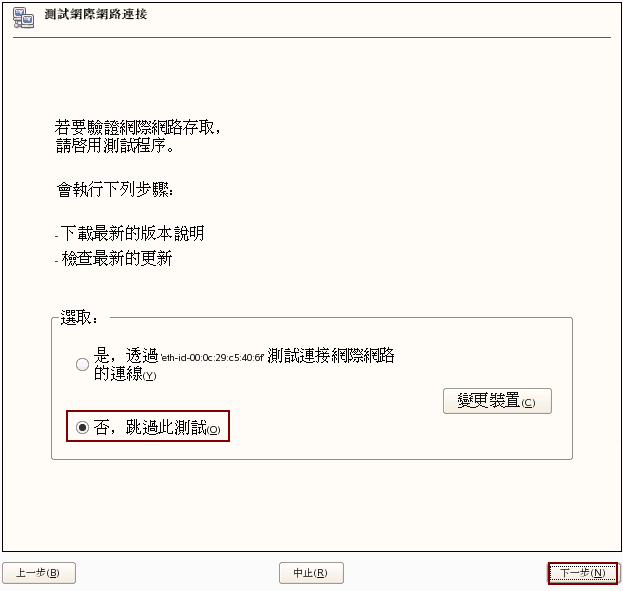 測試網際網路連接
若要驗證網際網路存取，
請啓用測試程序。
會執行下列步驟：
- 下載最新的版本說明
- 檢查最新的更新
選取：
是，透過 'eth-id-00:0c:29:c5:40:6f' 測試連接網際網路
的連線(Y)
變更裝置(C)
否，跳過此測試(O)
上一步(B)
中止(R)
下一步(N)